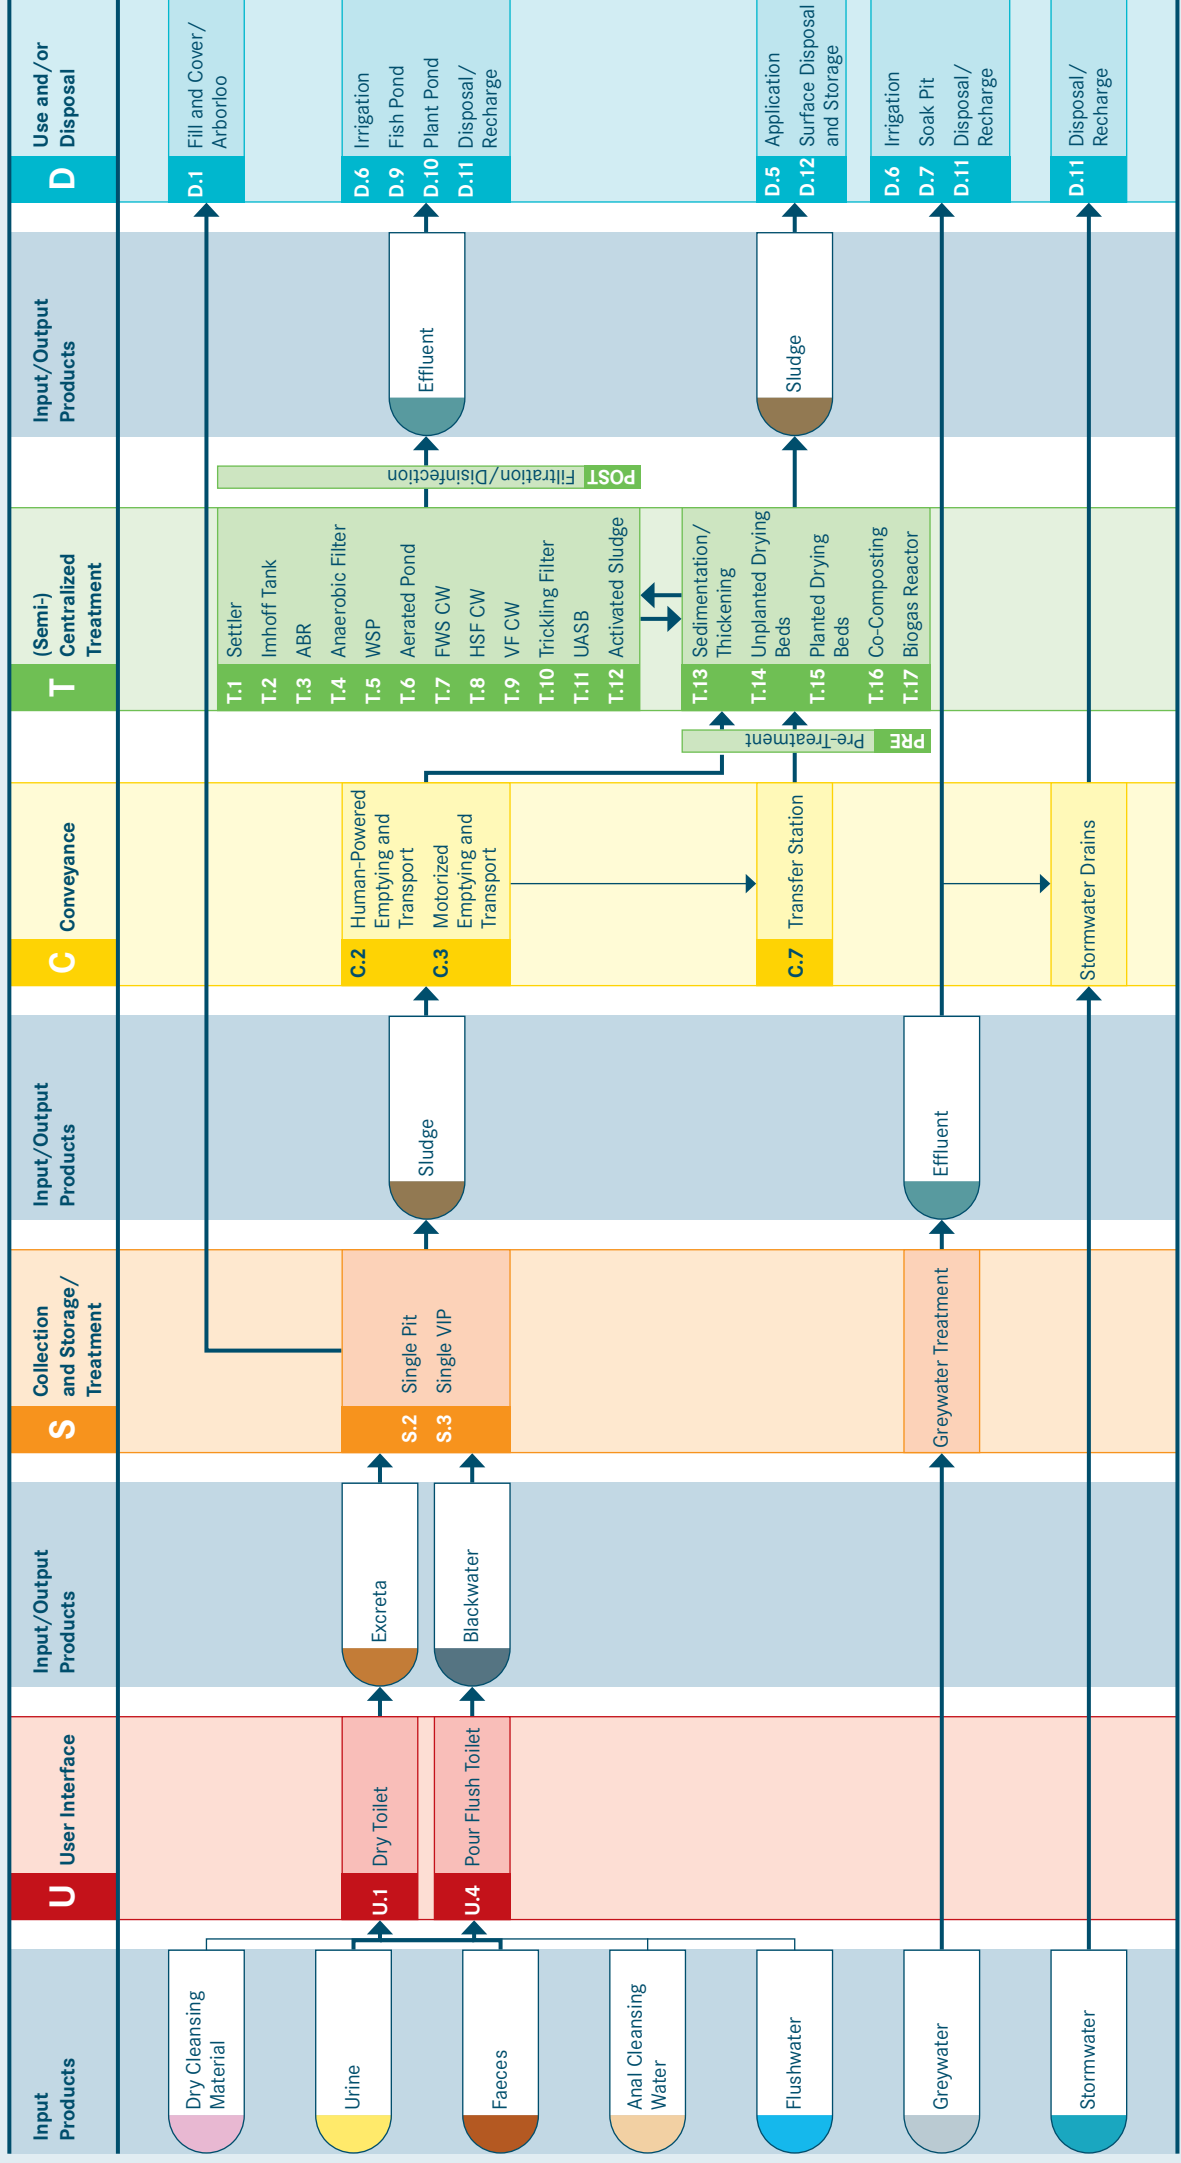 Input
Products
U
User Interface
Input/Output
Products
S
Collection
and Storage/
Treatment
Input/Output
Products
C
Conveyance
Input/Output
Products
T
(Semi-)
Centralized
Treatment
Input/Output
Products
D
Use and/or
Disposal
Dry Cleansing
Material
Urine
Faeces
Anal Cleansing
Water
Flushwater
Greywater
Stormwater
U.1 Dry Toilet
U.4 Pour Flush Toilet
Excreta
Blackwater
S.2 Single Pit
S.3 Single VIP
Greywater Treatment
Sludge
Effluent
C.2 Human-Powered
Emptying and
Transport
C.3 Motorized
Emptying and
Transport
C.7 Transfer Station
Stormwater Drains
PRE Pre-Treatment
T.1 Settler
T.2 Imhoff Tank
T.3 ABR
T.4 Anaerobic Filter
T.5 WSP
T.6 Aerated Pond
T.7 FWS CW
T.8 HSF CW
T.9 VF CW
T.10 Trickling Filter
T.11 UASB
T.12 Activated Sludge
T.13 Sedimentation/
Thickening
T.14 Unplanted Drying
Beds
T.15 Planted Drying
Beds
T.16 Co-Composting
T.17 Biogas Reactor
POST Filtration/Disinfection
Effluent
Sludge
D.1 Fill and Cover/
Arborloo
D.6 Irrigation
D.9 Fish Pond
D.10 Plant Pond
D.11 Disposal/
Recharge
D.5 Application
D.12 Surface Disposal
and Storage
D.6 Irrigation
D.7 Soak Pit
D.11 Disposal/
Recharge
D.11 Disposal/
Recharge